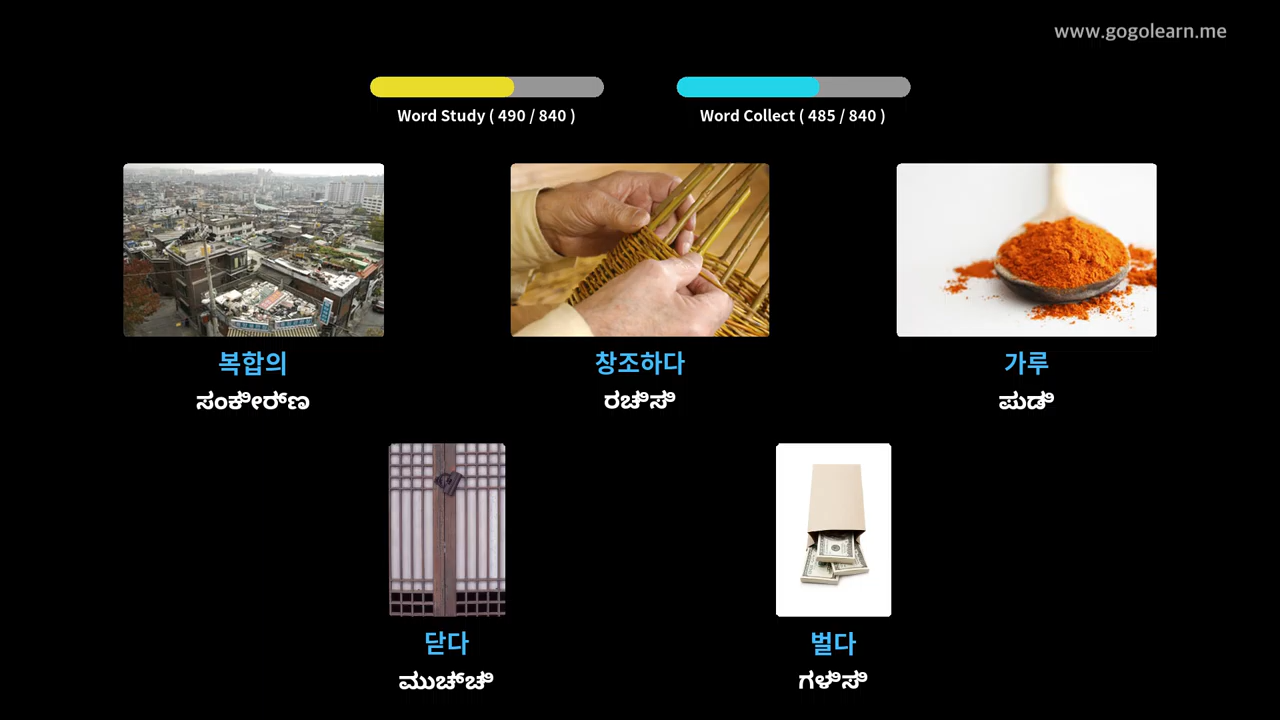 www.gogolearn.me
Word Study ( 490 / 840 )
Word Collect ( 485 / 840 )
복합의
창조하다
가루
ಸಂಕೀರ್ಣ
ರಚಿಸಿ
ಪುಡಿ
닫다
벌다
ಮುಚ್ಚಿ
ಗಳಿಸಿ